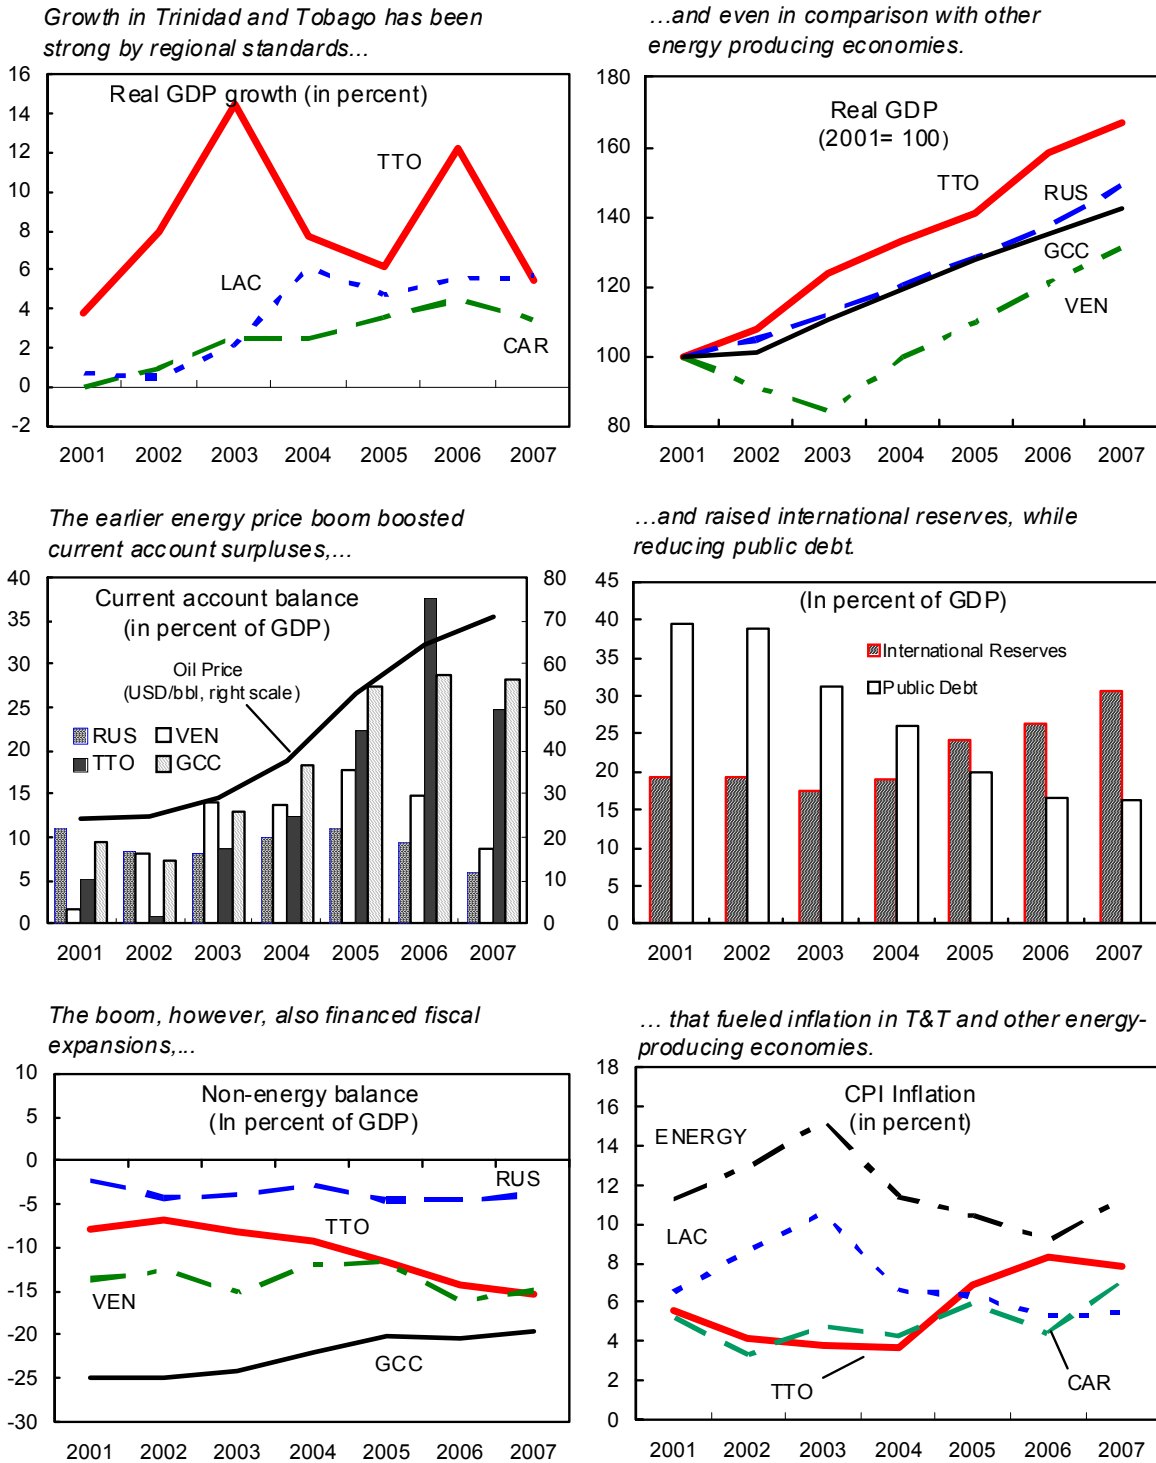 Growth in Trinidad and Tobago has been
strong by regional standards...
16
14
12
10
8
6
4
2
0
-2
Real GDP growth (in percent)
TTO
LAC
CAR
2001 2002 2003 2004 2005 2006 2007
...and even in comparison with other
energy producing economies.
180
160
140
120
100
80
Real GDP
(2001= 100)
TTO
RUS
GCC
VEN
2001 2002 2003 2004 2005 2006 2007
The earlier energy price boom boosted
current account surpluses,...
40
35
30
25
20
15
10
5
0
Current account balance
(in percent of GDP)
Oil Price
(USD/bbl, right scale)
RUS VEN
TTO GCC
80
70
60
50
40
30
20
10
0
2001 2002 2003 2004 2005 2006 2007
...and raised international reserves, while
reducing public debt.
45
40
35
30
25
20
15
10
5
0
(In percent of GDP)
International Reserves
Public Debt
2001 2002 2003 2004 2005 2006 2007
The boom, however, also financed fiscal
expansions,...
10
5
0
-5
-10
-15
-20
-25
-30
Non-energy balance
(In percent of GDP)
RUS
TTO
VEN
GCC
2001 2002 2003 2004 2005 2006 2007
... that fueled inflation in T&T and other energy-
producing economies.
18
16
14
12
10
8
6
4
2
0
CPI Inflation
(in percent)
ENERGY
LAC
TTO
CAR
2001 2002 2003 2004 2005 2006 2007